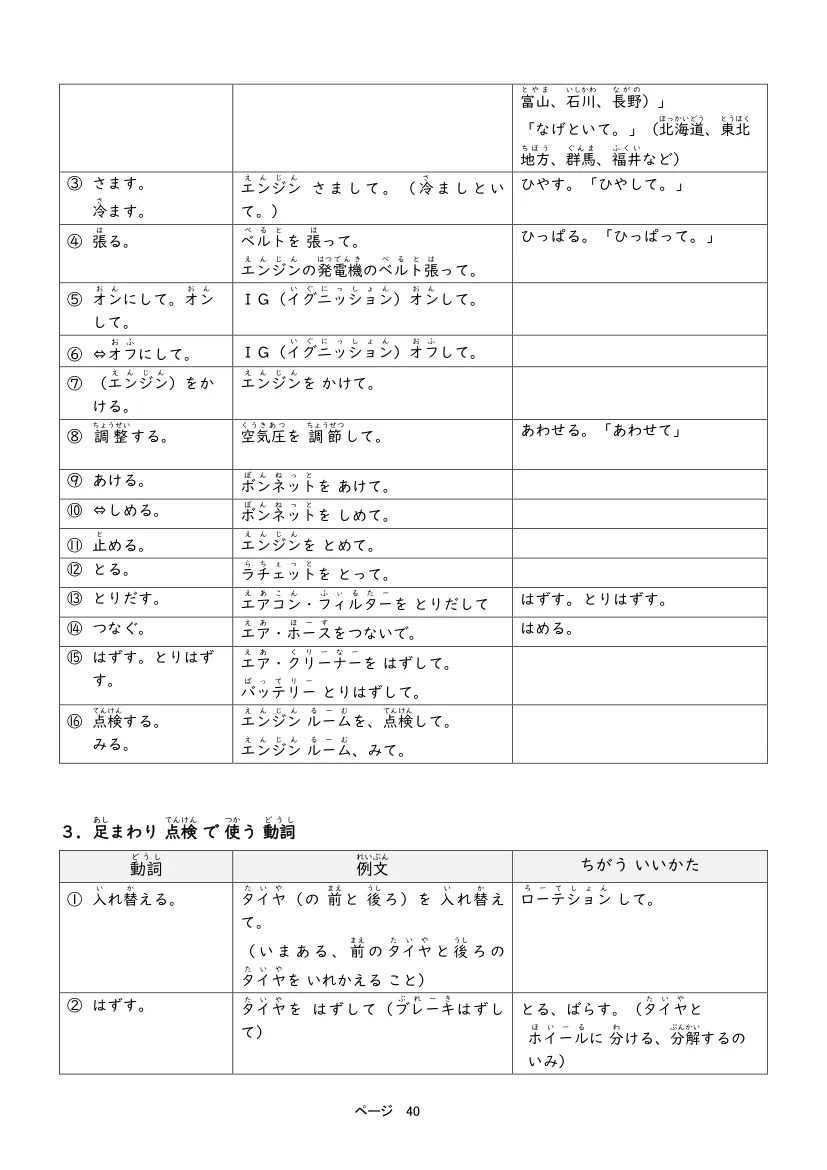 富山、石川、長野）」
「なげといて。」（北海道、東北
地方、群馬、福井など）
③ さます。
冷ます。
エンジン さまして。（冷ましとい
て。）
ひやす。「ひやして。」
④ 張る。
ベルトを 張って。
エンジンの発電機のベルト張って。
ひっぱる。「ひっぱって。」
⑤ オンにして。オン
して。
ＩＧ（イグニッション）オンして。
⑥ ⇔オフにして。
ＩＧ（イグニッション）オフして。
⑦ （エンジン）をか
ける。
エンジンを かけて。
⑧ 調整する。
空気圧を 調節して。
あわせる。「あわせて」
⑨ あける。
ボンネットを あけて。
⑩ ⇔しめる。
ボンネットを しめて。
⑪ 止める。
エンジンを とめて。
⑫ とる。
ラチェットを とって。
⑬ とりだす。
エアコン・フィルターを とりだして
はずす。とりはずす。
⑭ つなぐ。
エア・ホースをつないで。
はめる。
⑮ はずす。とりはず
す。
エア・クリーナーを はずして。
バッテリー とりはずして。
⑯ 点検する。
みる。
エンジン ルームを、点検して。
エンジン ルーム、みて。
３．足まわり 点検 で 使う 動詞
動詞
例文
ちがう いいかた
① 入れ替える。
タイヤ（の 前と 後ろ）を 入れ替え
て。
（いまある、前のタイヤと後ろの
タイヤを いれかえる こと）
ローテション して。
② はずす。
タイヤを はずして（ブレーキはずし
て）
とる、ばらす。（タイヤと
ホイールに 分ける、分解するの
いみ）
ページ 40